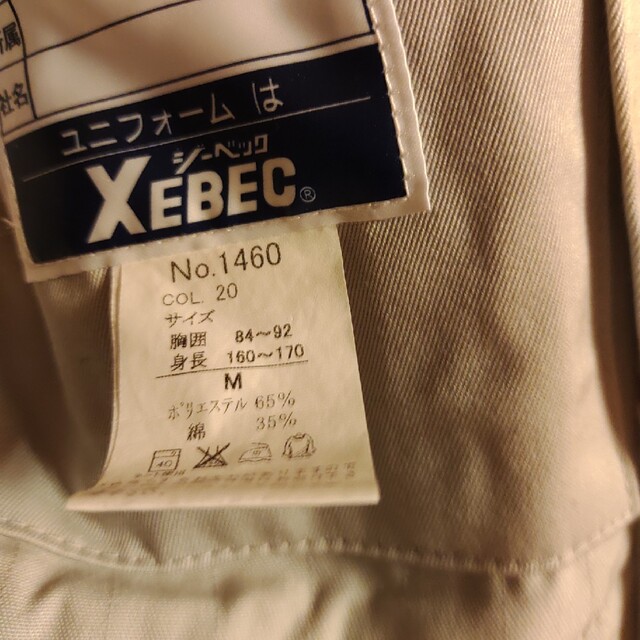 社名
ユニフォームは
ジーベック
XEBEC®
No.1460
COL. 20
サイズ
胸囲 84～92
身長 160～170
M
ポリエステル 65%
綿 35%
40